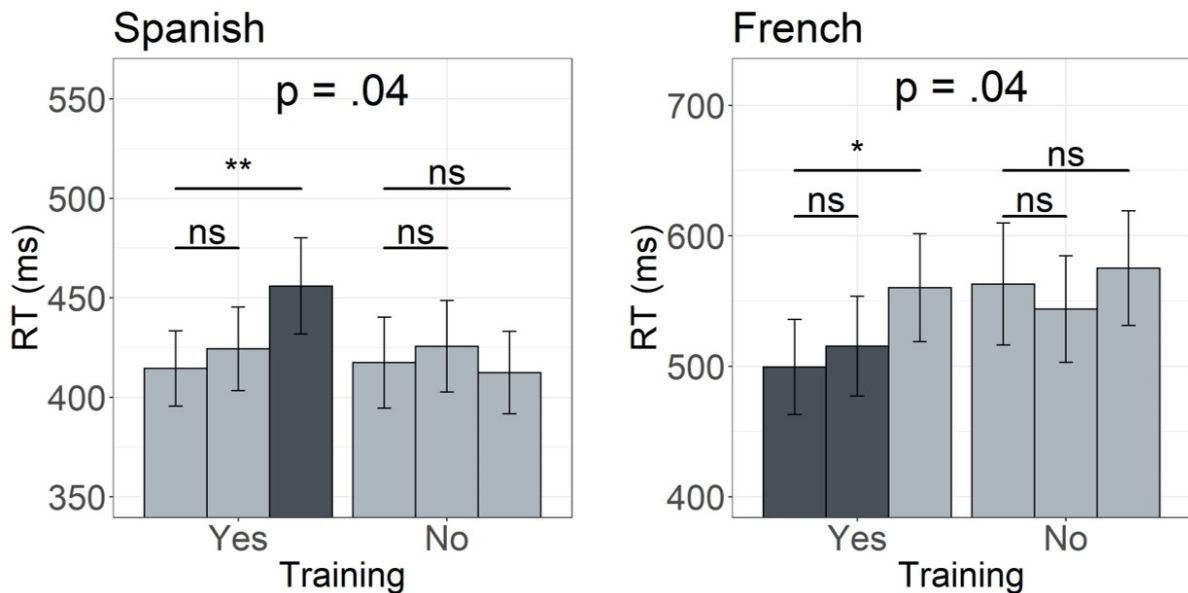 Spanish
p = .04
550
500
450
400
350
RT (ms)
**
ns
ns
ns
Yes
No
Training
French
p = .04
700
600
500
400
RT (ms)
*
ns
ns
ns
Yes
No
Training